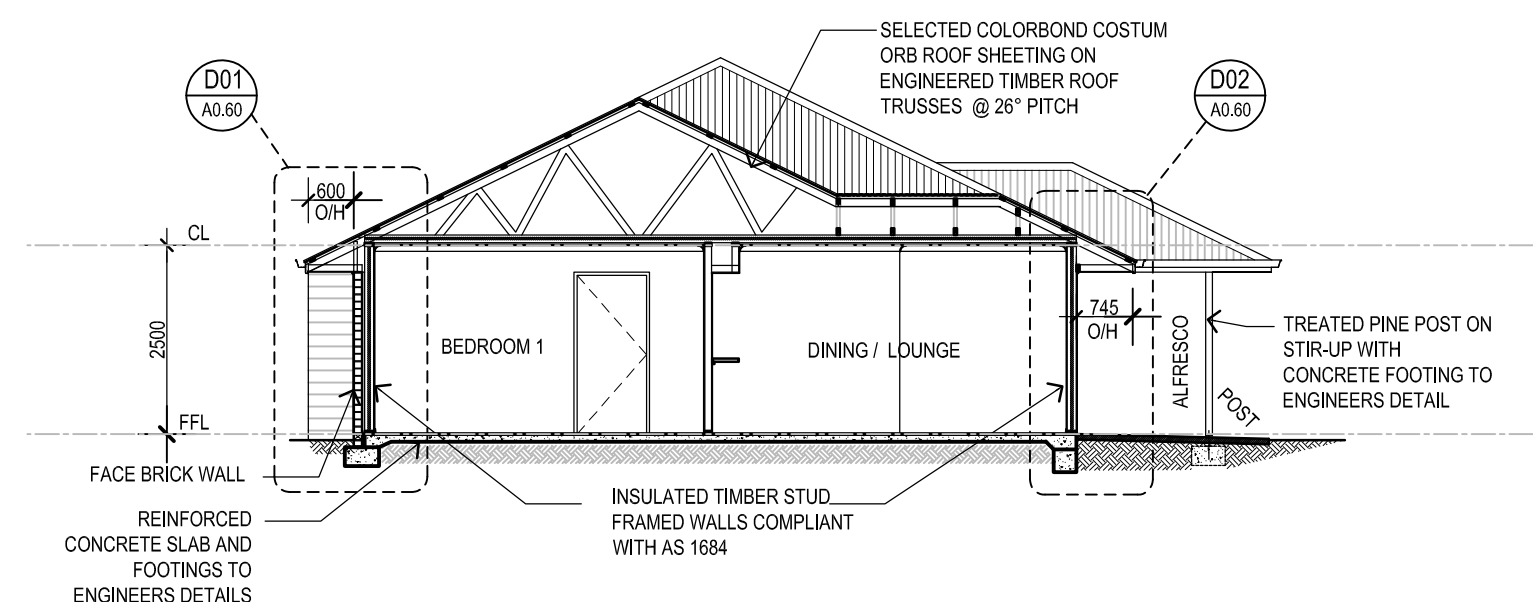 SELECTED COLORBOND COSTUM
ORB ROOF SHEETING ON
ENGINEERED TIMBER ROOF
TRUSSES @ 26° PITCH
D01
A0.60
D02
A0.60
600
O/H
CL
2500
FFL
BEDROOM 1
DINING / LOUNGE
745
O/H
ALFRESCO
POST
TREATED PINE POST ON
STIR-UP WITH
CONCRETE FOOTING TO
ENGINEERS DETAIL
FACE BRICK WALL
REINFORCED
CONCRETE SLAB AND
FOOTINGS TO
ENGINEERS DETAILS
INSULATED TIMBER STUD
FRAMED WALLS COMPLIANT
WITH AS 1684